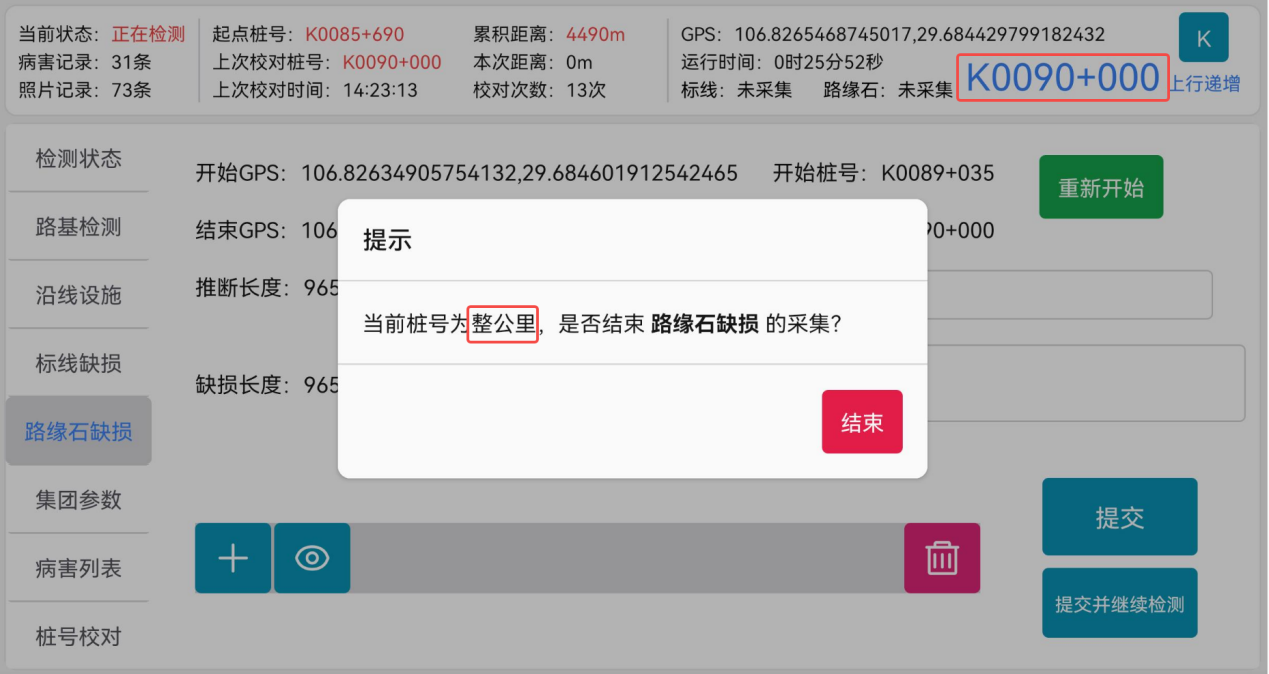 当前状态：正在检测
病害记录：31条
照片记录：73条
起点桩号：K0085+690
上次校对桩号：K0090+000
上次校对时间：14:23:13
累积距离：4490m
本次距离：0m
校对次数：13次
GPS：106.8265468745017,29.684429799182432
运行时间：0时25分52秒
标线：未采集 路缘石：未采集
K0090+000
K
上行递增
检测状态
路基检测
沿线设施
标线缺损
路缘石缺损
集团参数
病害列表
桩号校对
开始GPS：106.82634905754132,29.684601912542465 开始桩号：K0089+035
重新开始
结束GPS：106
0+000
推断长度：965
缺损长度：965
提示
当前桩号为整公里，是否结束 路缘石缺损 的采集？
结束
提交
提交并继续检测